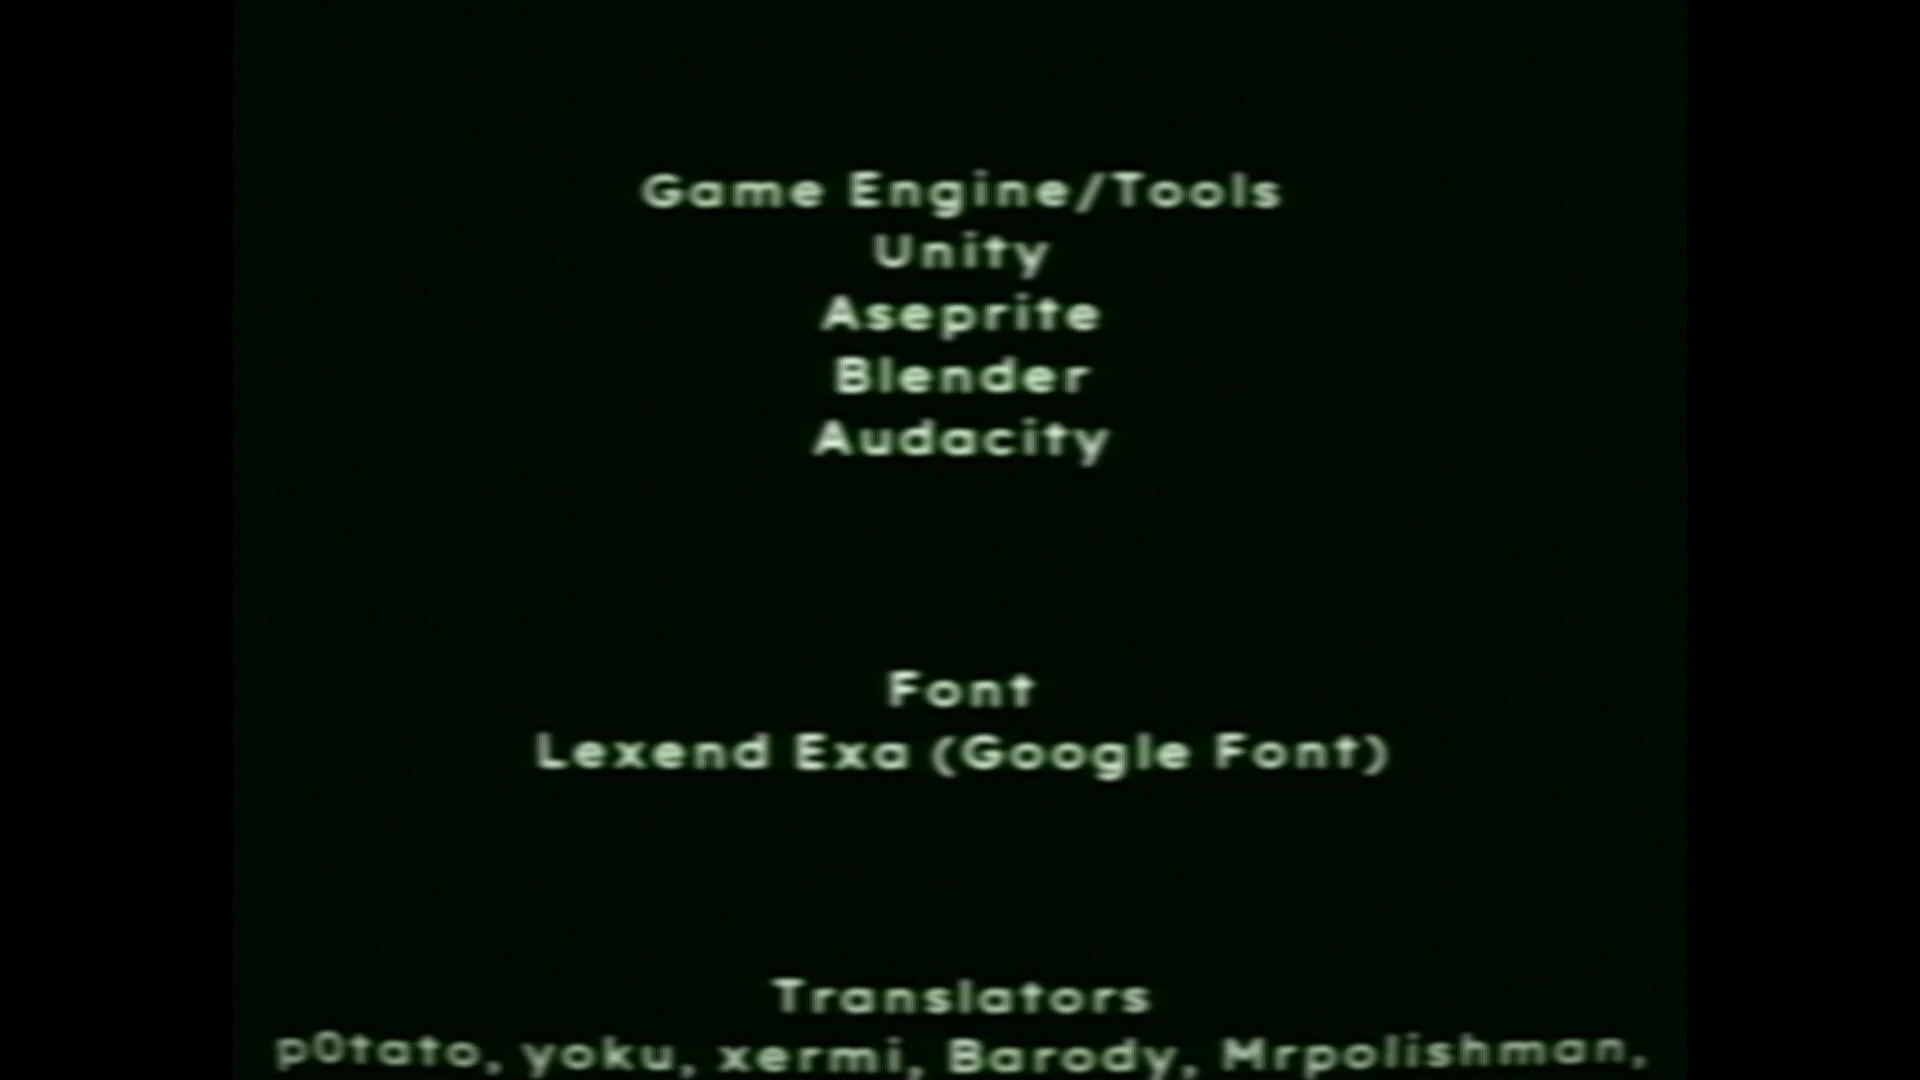 Game Engine/Tools
Unity
Aseprite
Blender
Audacity
Font
Lexend Exa (Google Font)
Translators
p0tato, yoku, xermi, Barody, Mrpolishman,